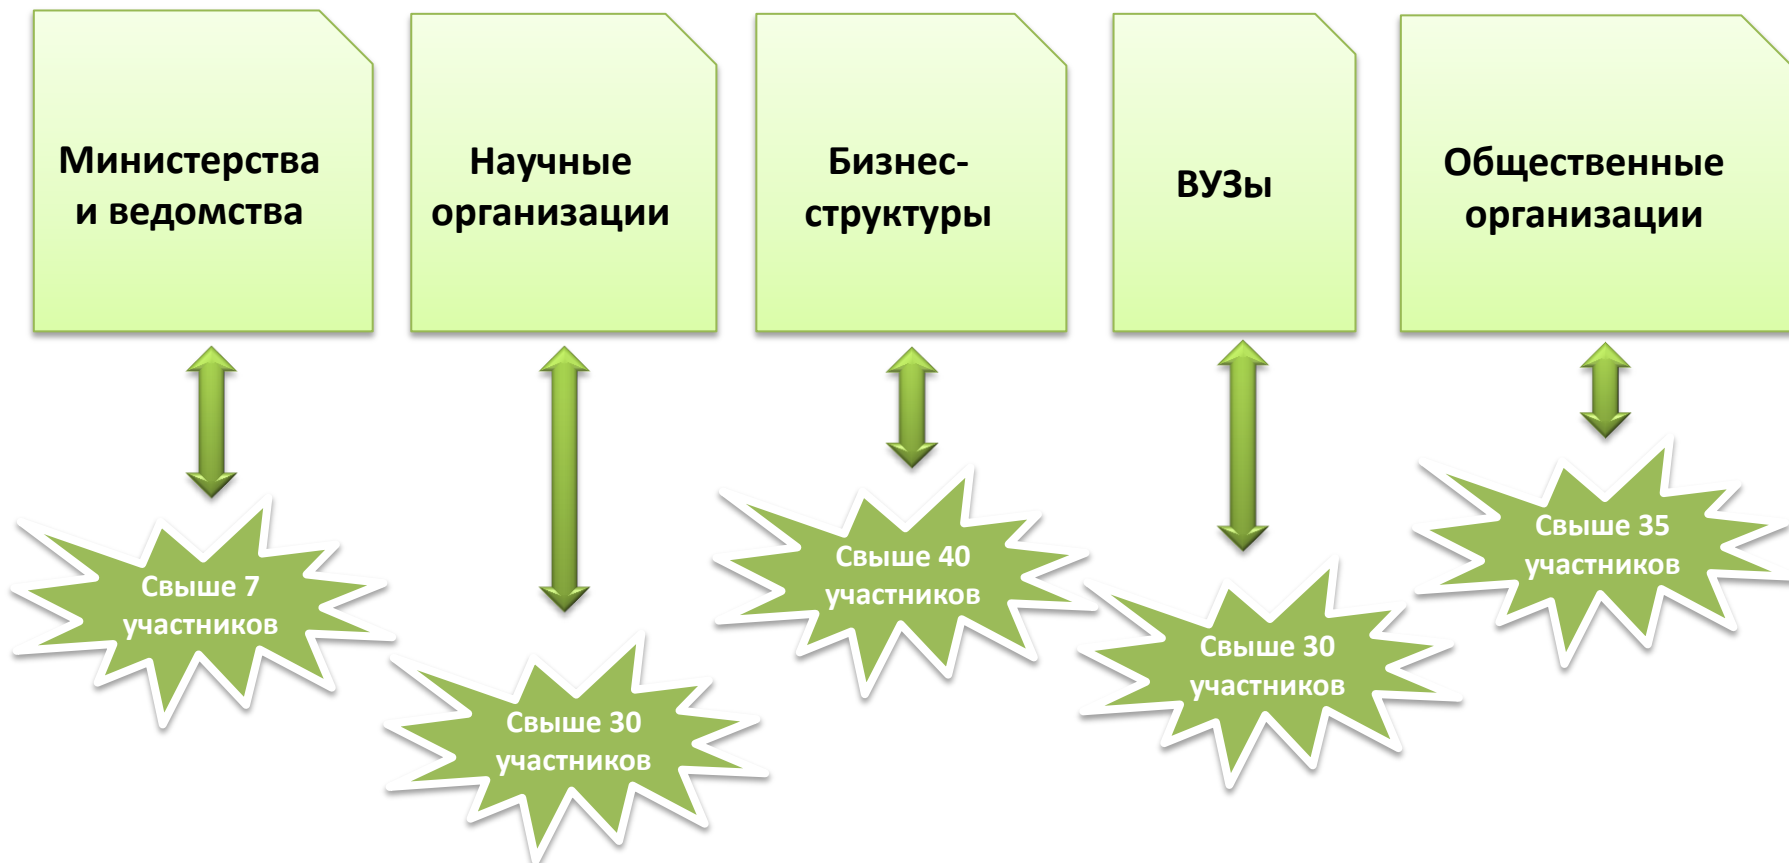 Министерства
и ведомства
Научные
организации
Бизнес-
структуры
ВУЗы
Общественные
организации
Свыше 7
участников
Свыше 30
участников
Свыше 40
участников
Свыше 30
участников
Свыше 35
участников